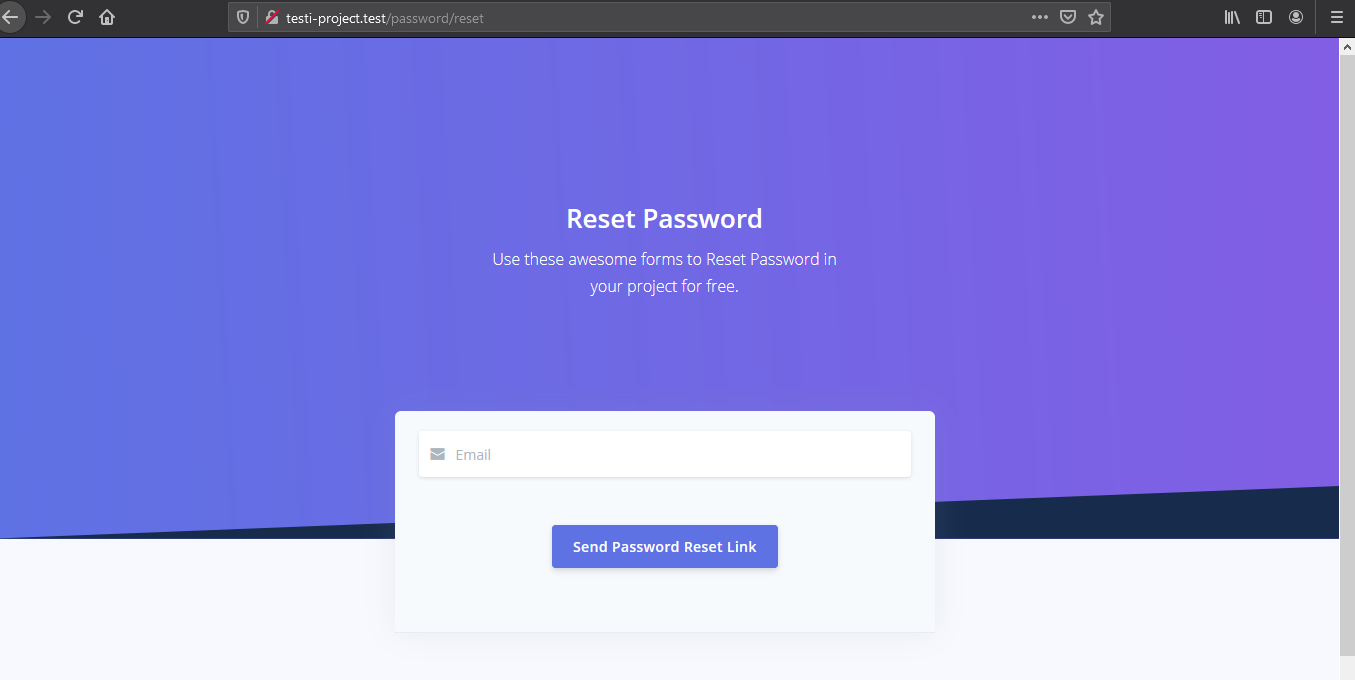 testi-project.test/password/reset
Reset Password
Use these awesome forms to Reset Password in
your project for free.
Email
Send Password Reset Link